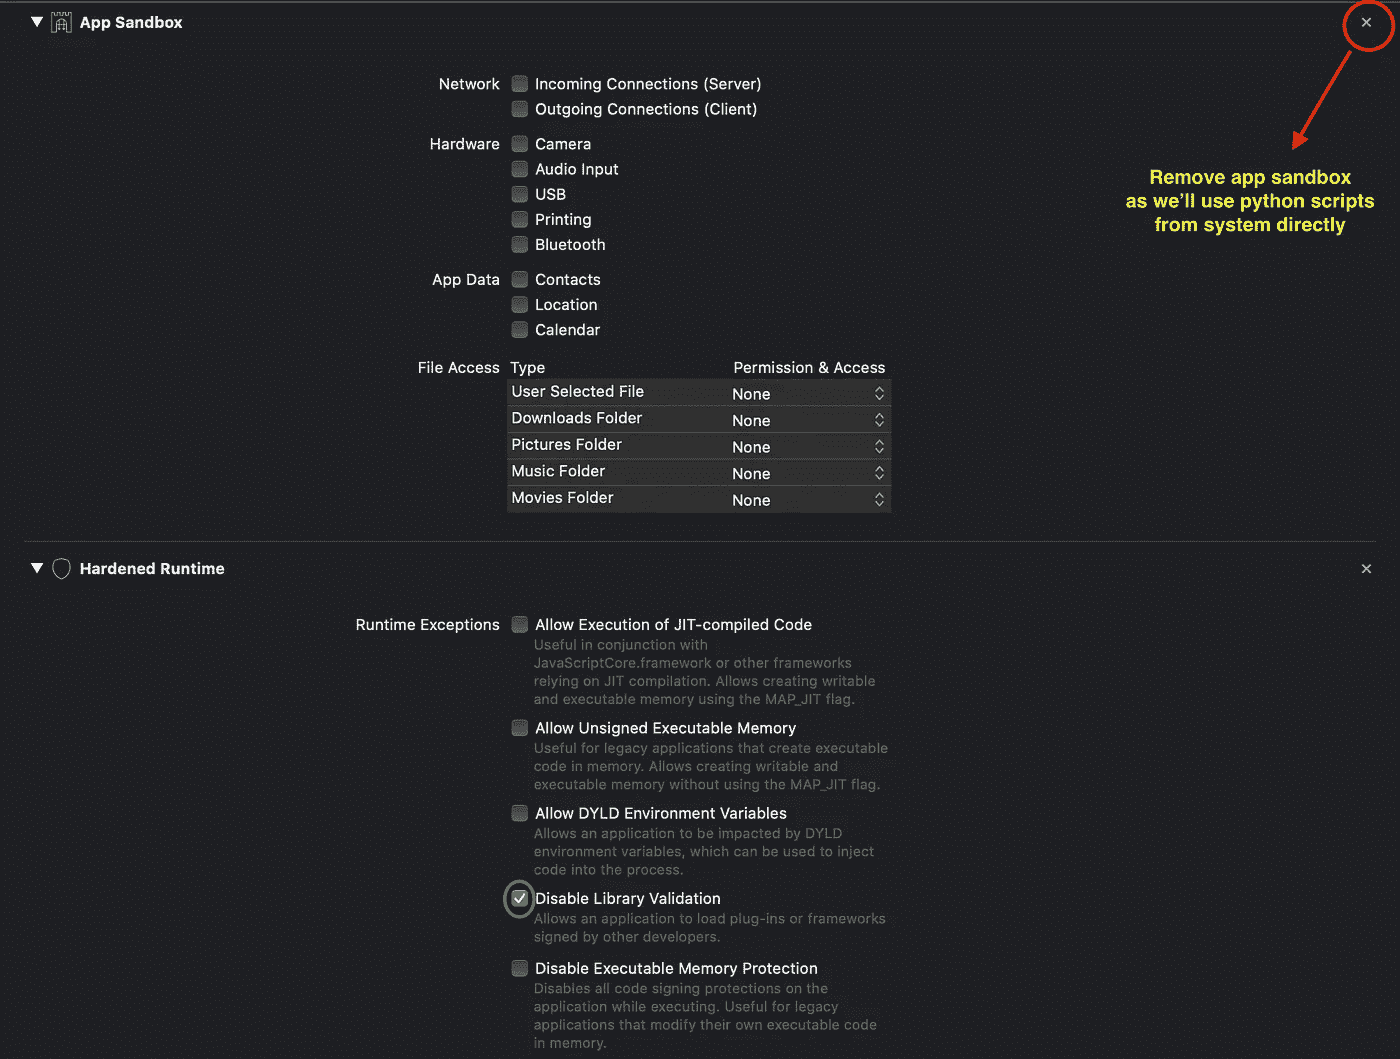 App Sandbox
Network
Incoming Connections (Server)
Outgoing Connections (Client)
Hardware
Camera
Audio Input
USB
Printing
Bluetooth
App Data
Contacts
Location
Calendar
File Access
Type
Permission & Access
User Selected File
None
Downloads Folder
None
Pictures Folder
None
Music Folder
None
Movies Folder
None
Remove app sandbox
as we'll use python scripts
from system directly
Hardened Runtime
Runtime Exceptions
Allow Execution of JIT-compiled Code
Useful in conjunction with
JavaScriptCore.framework or other frameworks
relying on JIT compilation. Allows creating writable
and executable memory using the MAP_JIT flag.
Allow Unsigned Executable Memory
Useful for legacy applications that create executable
code in memory. Allows creating writable and
executable memory without using the MAP_JIT flag.
Allow DYLD Environment Variables
Allows an application to be impacted by DYLD
environment variables, which can be used to inject
code into the process.
Disable Library Validation
Allows an application to load plug-ins or frameworks
signed by other developers.
Disable Executable Memory Protection
Disables all code signing protections on the
application while executing. Useful for legacy
applications that modify their own executable code
in memory.